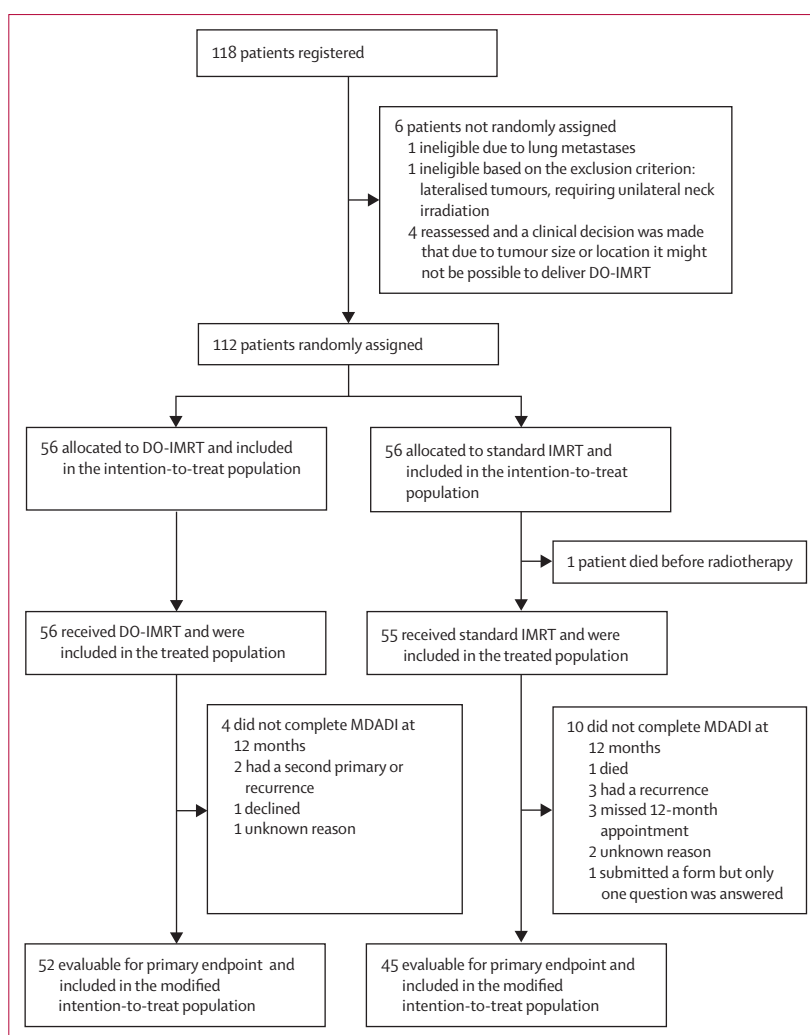 118 patients registered
6 patients not randomly assigned
1 ineligible due to lung metastases
1 ineligible based on the exclusion criterion:
lateralised tumours, requiring unilateral neck
irradiation
4 reassessed and a clinical decision was made
that due to tumour size or location it might
not be possible to deliver DO-IMRT
112 patients randomly assigned
56 allocated to DO-IMRT and included
in the intention-to-treat population
56 allocated to standard IMRT and
included in the intention-to-treat
population
1 patient died before radiotherapy
56 received DO-IMRT and were
included in the treated population
55 received standard IMRT and were
included in the treated population
4 did not complete MDADI at
12 months
2 had a second primary or
recurrence
1 declined
1 unknown reason
10 did not complete MDADI at
12 months
1 died
3 had a recurrence
3 missed 12-month
appointment
2 unknown reason
1 submitted a form but only
one question was answered
52 evaluable for primary endpoint and
included in the modified
intention-to-treat population
45 evaluable for primary endpoint and
included in the modified
intention-to-treat population